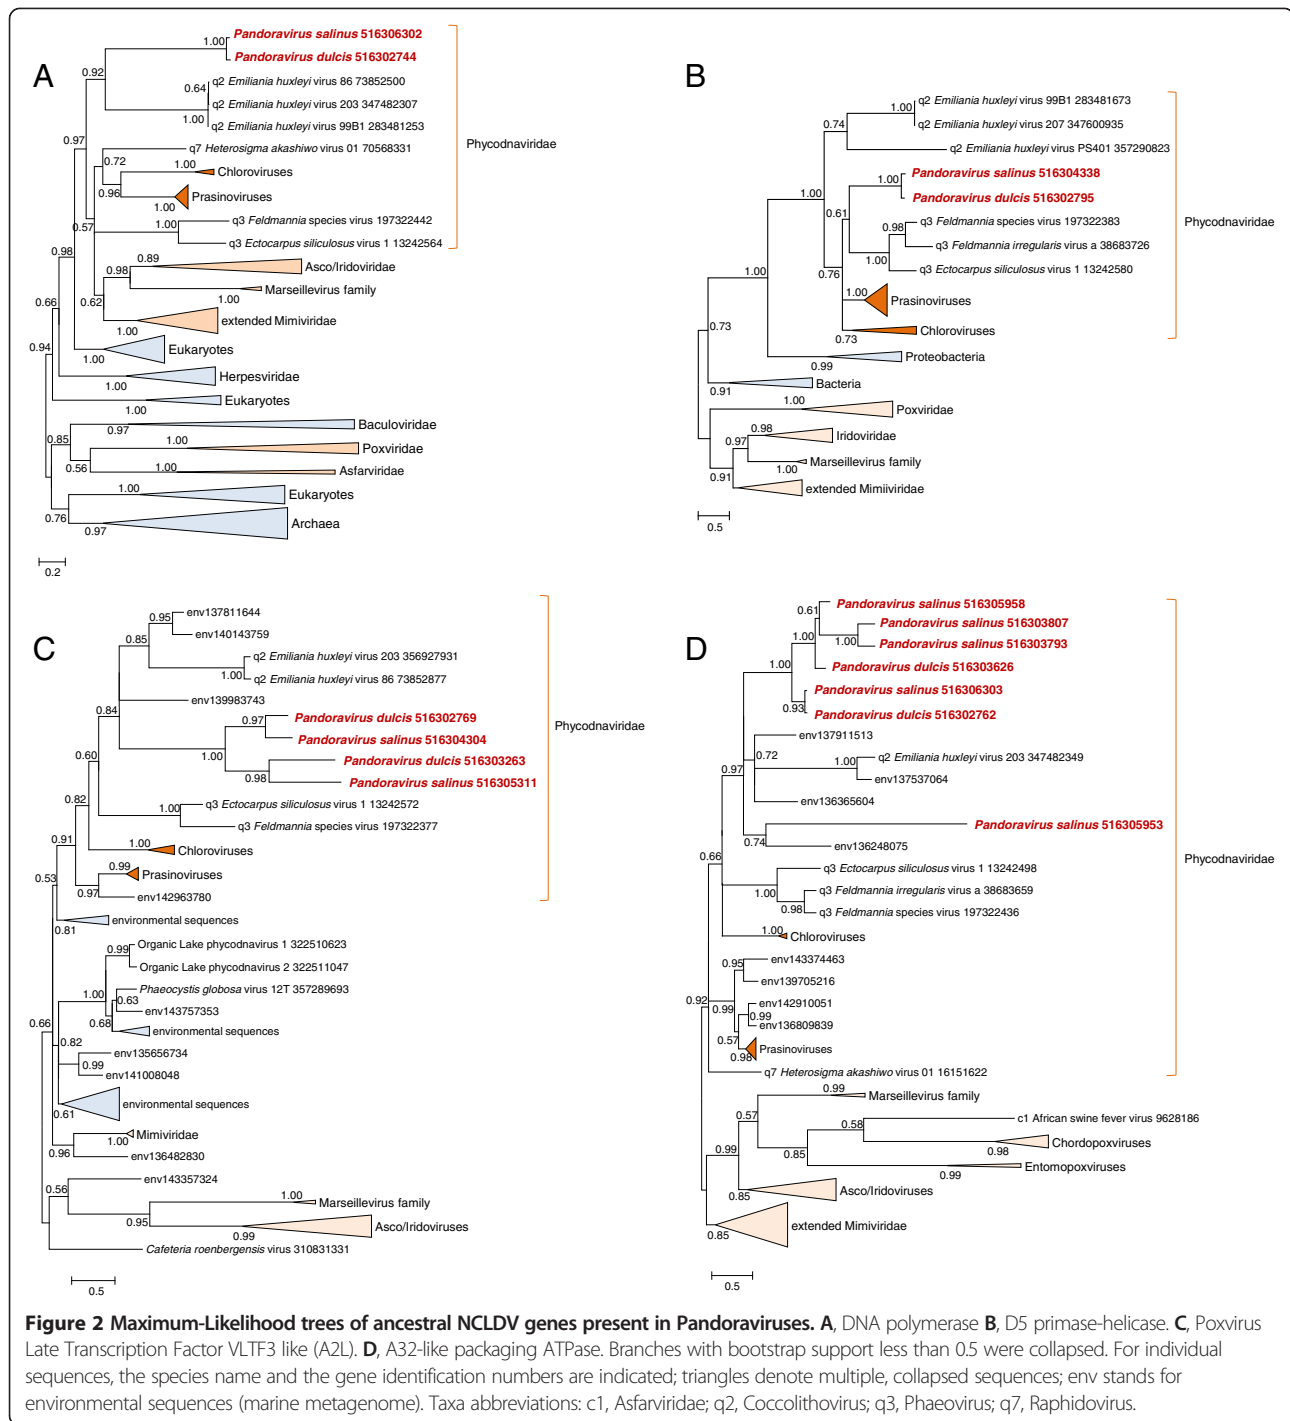 A
1.00
Pandoravirus salinus 516306302
Pandoravirus dulcis 516302744
0.92
0.64
q2 Emiliania huxleyi virus 86 73852500
q2 Emiliania huxleyi virus 203 347482307
1.00
q2 Emiliania huxleyi virus 99B1 283481253
0.97
q7 Heterosigma akashiwo virus 01 70568331
Phycodnaviridae
0.72
1.00
Chloroviruses
0.96
1.00
Prasinoviruses
0.57
1.00
q3 Feldmannia species virus 197322442
q3 Ectocarpus siliculosus virus 1 13242564
0.98
0.98
0.89
Asco/Iridoviridae
0.62
1.00
Marseillevirus family
0.66
1.00
extended Mimiviridae
0.94
1.00
Eukaryotes
1.00
Herpesviridae
1.00
Eukaryotes
0.85
0.97
Baculoviridae
1.00
Poxviridae
0.56
1.00
Asfarviridae
0.76
1.00
Eukaryotes
0.97
Archaea
0.2
B
1.00
q2 Emiliania huxleyi virus 99B1 283481673
q2 Emiliania huxleyi virus 207 347600935
0.74
q2 Emiliania huxleyi virus PS401 357290823
1.00
1.00
Pandoravirus salinus 516304338
Pandoravirus dulcis 516302795
0.61
0.98
q3 Feldmannia species virus 197322383
q3 Feldmannia irregularis virus a 38683726
1.00
q3 Ectocarpus siliculosus virus 1 13242580
Phycodnaviridae
1.00
0.76
1.00
Prasinoviruses
0.73
Chloroviruses
0.73
0.99
Proteobacteria
0.91
Bacteria
1.00
Poxviridae
0.98
Iridoviridae
0.97
1.00
Marseillevirus family
0.91
extended Mimiiviridae
0.5
C
0.95
env137811644
env140143759
0.85
q2 Emiliania huxleyi virus 203 356927931
1.00
q2 Emiliania huxleyi virus 86 73852877
env139983743
0.84
0.97
Pandoravirus dulcis 516302769
Pandoravirus salinus 516304304
1.00
Pandoravirus dulcis 516303263
0.98
Pandoravirus salinus 516305311
Phycodnaviridae
0.60
0.82
1.00
q3 Ectocarpus siliculosus virus 1 13242572
q3 Feldmannia species virus 197322377
0.91
1.00
Chloroviruses
0.99
Prasinoviruses
0.97
env142963780
0.53
0.81
environmental sequences
0.99
Organic Lake phycodnavirus 1 322510623
Organic Lake phycodnavirus 2 322511047
1.00
Phaeocystis globosa virus 12T 357289693
0.63
env143757353
0.68
environmental sequences
0.66
0.82
env135656734
0.99
env141008048
0.61
environmental sequences
1.00
Mimiviridae
0.96
env136482830
0.56
env143357324
1.00
Marseillevirus family
0.95
0.99
Asco/Iridoviruses
Cafeteria roenbergensis virus 310831331
0.5
D
0.61
Pandoravirus salinus 516305958
Pandoravirus salinus 516303807
1.00
1.00
Pandoravirus salinus 516303793
1.00
Pandoravirus dulcis 516303626
Pandoravirus salinus 516306303
0.93
Pandoravirus dulcis 516302762
env137911513
0.72
1.00
q2 Emiliania huxleyi virus 203 347482349
env137537064
0.97
env136365604
Pandoravirus salinus 516305953
0.74
env136248075
Phycodnaviridae
0.66
q3 Ectocarpus siliculosus virus 1 13242498
1.00
q3 Feldmannia irregularis virus a 38683659
0.98
q3 Feldmannia species virus 197322436
1.00
Chloroviruses
0.95
env143374463
env139705216
0.92
0.99
env142910051
0.99
env136809839
0.57
0.98
Prasinoviruses
q7 Heterosigma akashiwo virus 01 16151622
0.99
Marseillevirus family
0.57
0.58
c1 African swine fever virus 9628186
0.98
Chordopoxviruses
0.85
0.99
Entomopoxviruses
0.99
0.85
Asco/Iridoviruses
0.85
extended Mimiviridae
0.5
Figure 2 Maximum-Likelihood trees of ancestral NCLDV genes present in Pandoraviruses. A, DNA polymerase B, D5 primase-helicase. C, Poxvirus
Late Transcription Factor VLTF3 like (A2L). D, A32-like packaging ATPase. Branches with bootstrap support less than 0.5 were collapsed. For individual
sequences, the species name and the gene identification numbers are indicated; triangles denote multiple, collapsed sequences; env stands for
environmental sequences (marine metagenome). Taxa abbreviations: c1, Asfarviridae; q2, Coccolithovirus; q3, Phaeovirus; q7, Raphidovirus.